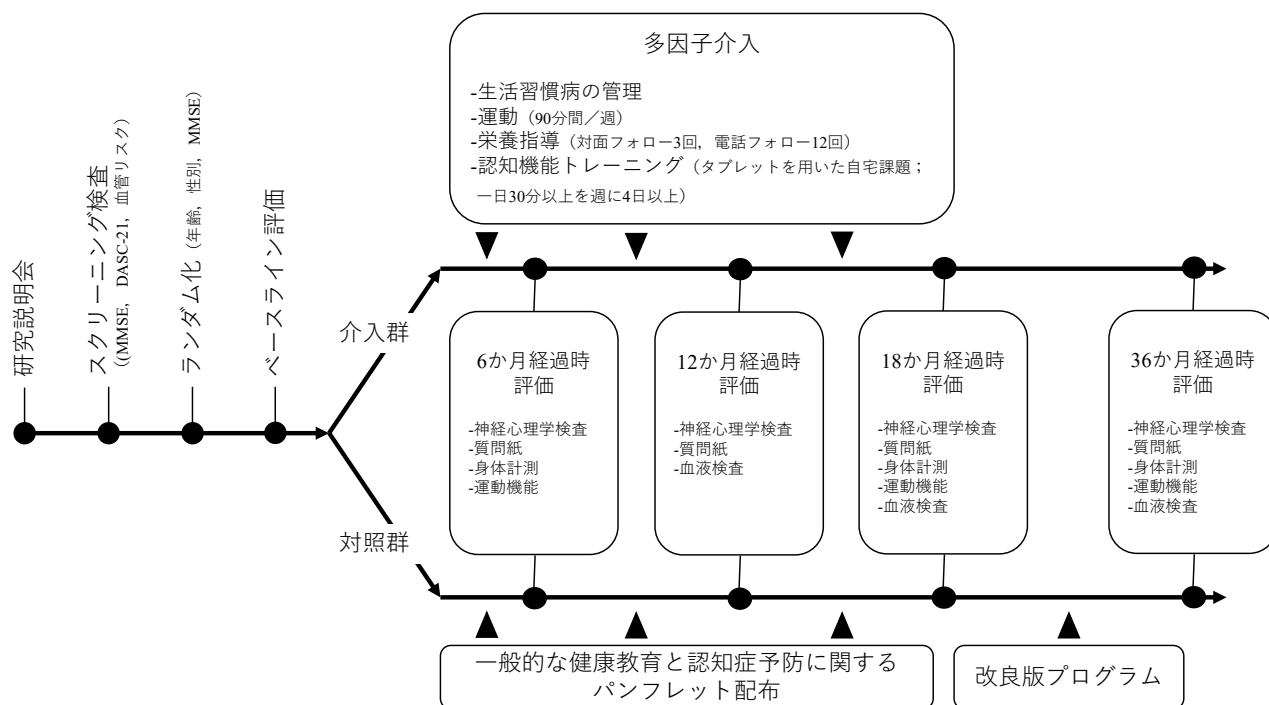 研究説明会
スクリーニング検査
((MMSE, DASC-21, 血管リスク)
ランダム化 (年齢, 性別, MMSE)
ベースライン評価
介入群
対照群
多因子介入
-生活習慣病の管理
-運動 (90分間／週)
-栄養指導 (対面フォロー3回, 電話フォロー12回)
-認知機能トレーニング (タブレットを用いた自宅課題；
一日30分以上を週に4日以上)
6か月経過時
評価
-神経心理学検査
-質問紙
-身体計測
-運動機能
12か月経過時
評価
-神経心理学検査
-質問紙
-血液検査
18か月経過時
評価
-神経心理学検査
-質問紙
-身体計測
-運動機能
-血液検査
36か月経過時
評価
-神経心理学検査
-質問紙
-身体計測
-運動機能
-血液検査
一般的な健康教育と認知症予防に関する
パンフレット配布
改良版プログラム